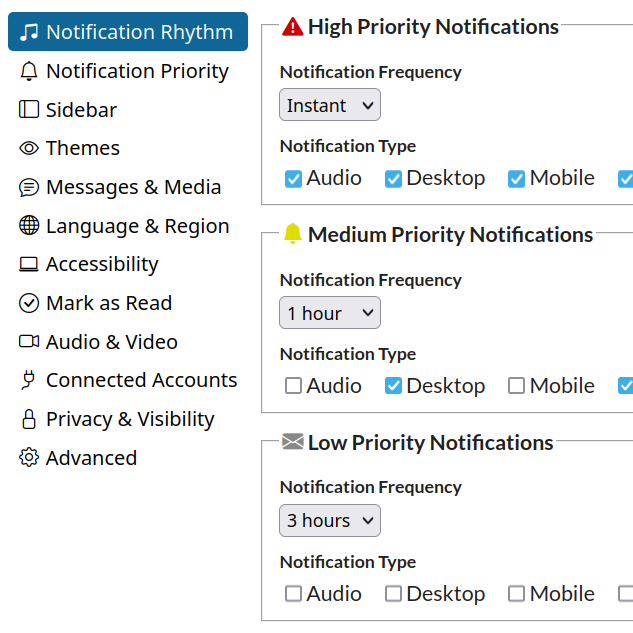 Notification Rhythm
Notification Priority
Sidebar
Themes
Messages & Media
Language & Region
Accessibility
Mark as Read
Audio & Video
Connected Accounts
Privacy & Visibility
Advanced
High Priority Notifications
Notification Frequency
Instant
Notification Type
Audio Desktop Mobile
Medium Priority Notifications
Notification Frequency
1 hour
Notification Type
Audio Desktop Mobile
Low Priority Notifications
Notification Frequency
3 hours
Notification Type
Audio Desktop Mobile